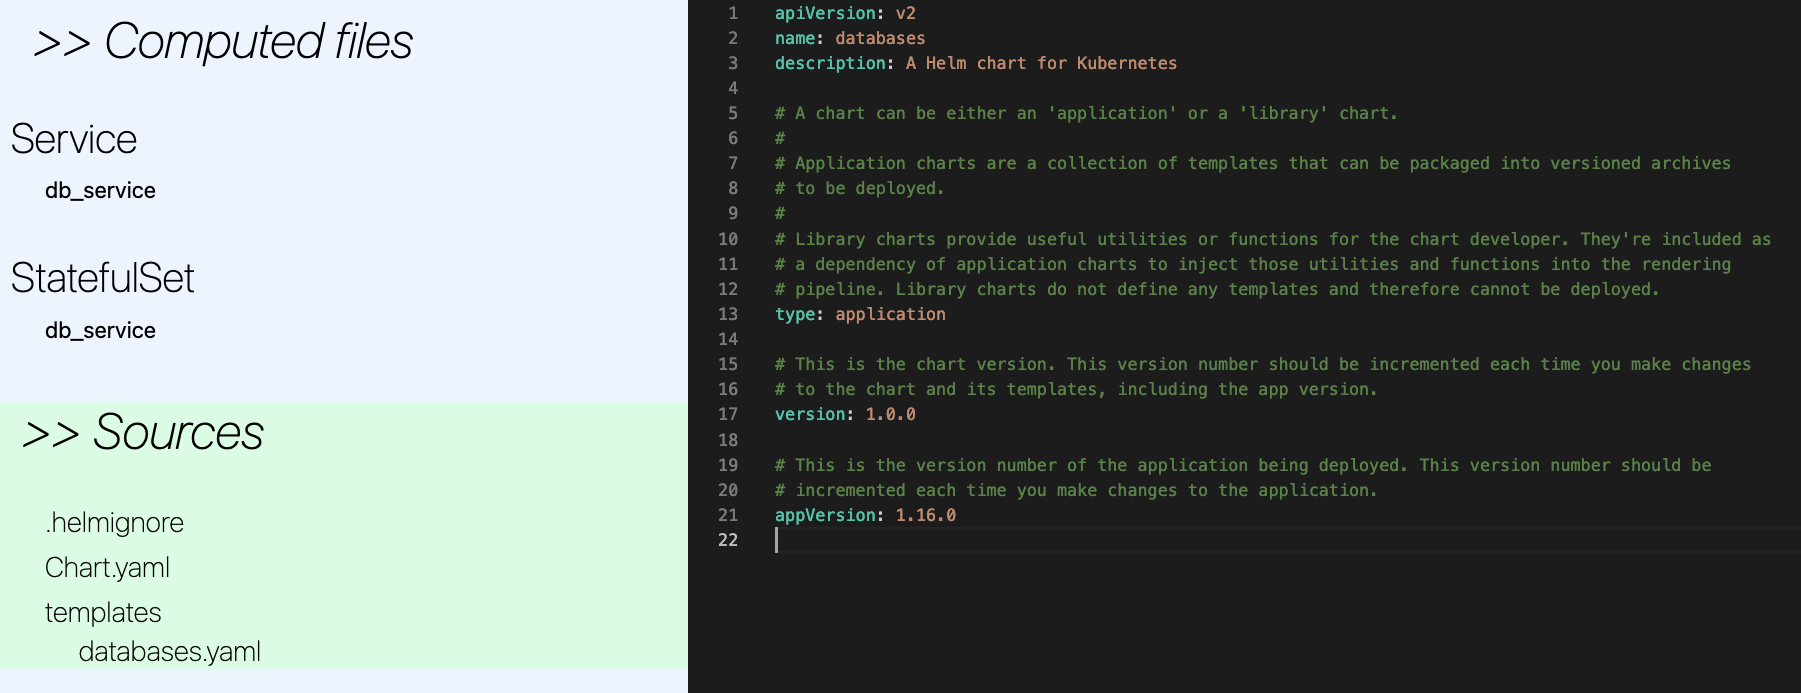 >> Computed files
Service
db_service
StatefulSet
db_service
>> Sources
.helmignore
Chart.yaml
templates
databases.yaml
1 apiVersion: v2
2 name: databases
3 description: A Helm chart for Kubernetes
4
5 # A chart can be either an 'application' or a 'library' chart.
6 #
7 # Application charts are a collection of templates that can be packaged into versioned archives
8 # to be deployed.
9 #
10 # Library charts provide useful utilities or functions for the chart developer. They're included as
11 # a dependency of application charts to inject those utilities and functions into the rendering
12 # pipeline. Library charts do not define any templates and therefore cannot be deployed.
13 type: application
14
15 # This is the chart version. This version number should be incremented each time you make changes
16 # to the chart and its templates, including the app version.
17 version: 1.0.0
18
19 # This is the version number of the application being deployed. This version number should be
20 # incremented each time you make changes to the application.
21 appVersion: 1.16.0
22